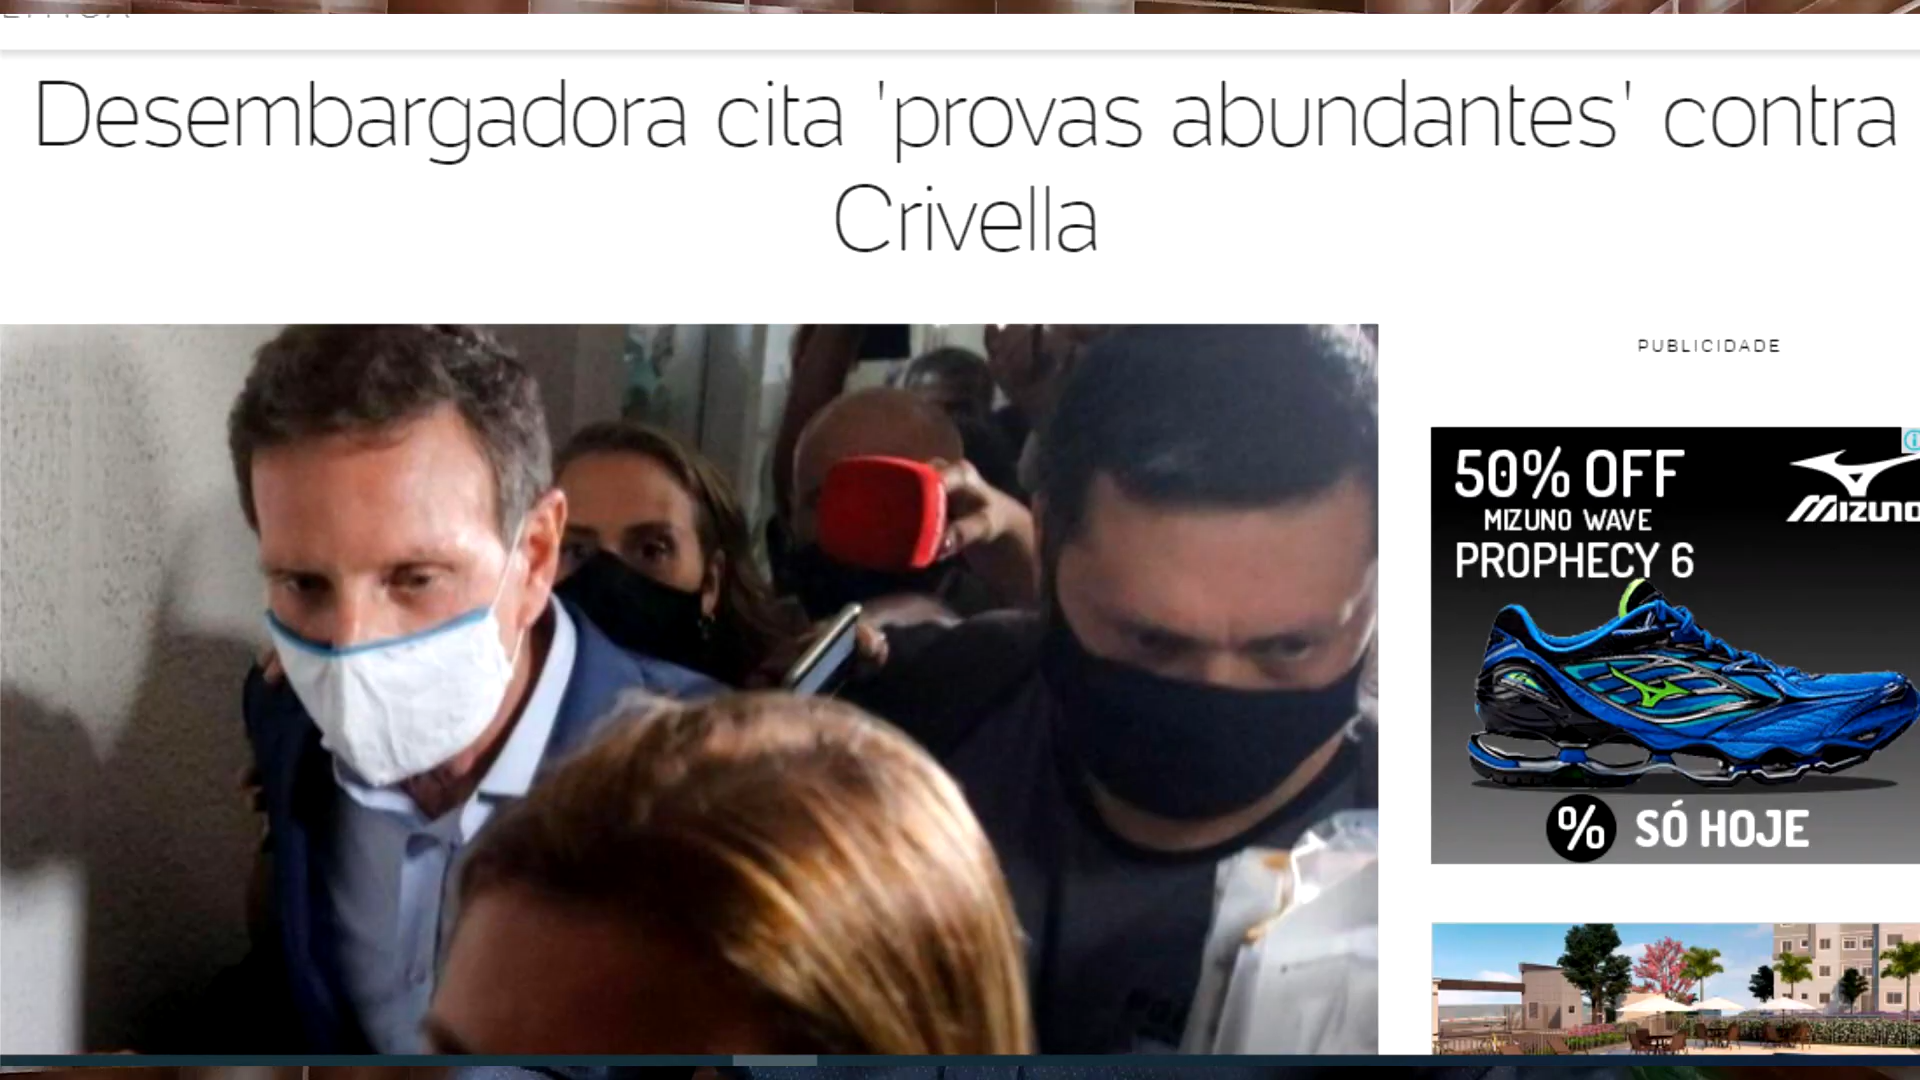 Desembargadora cita 'provas abundantes' contra
Crivella
PUBLICIDADE
50% OFF
MIZUNO WAVE
PROPHECY 6
MIZUNO
% SÓ HOJE